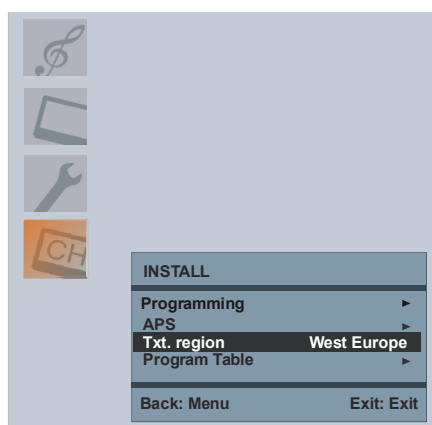 CH
INSTALL
Programming ►
APS ►
Txt. region West Europe
Program Table ►
Back: Menu Exit: Exit